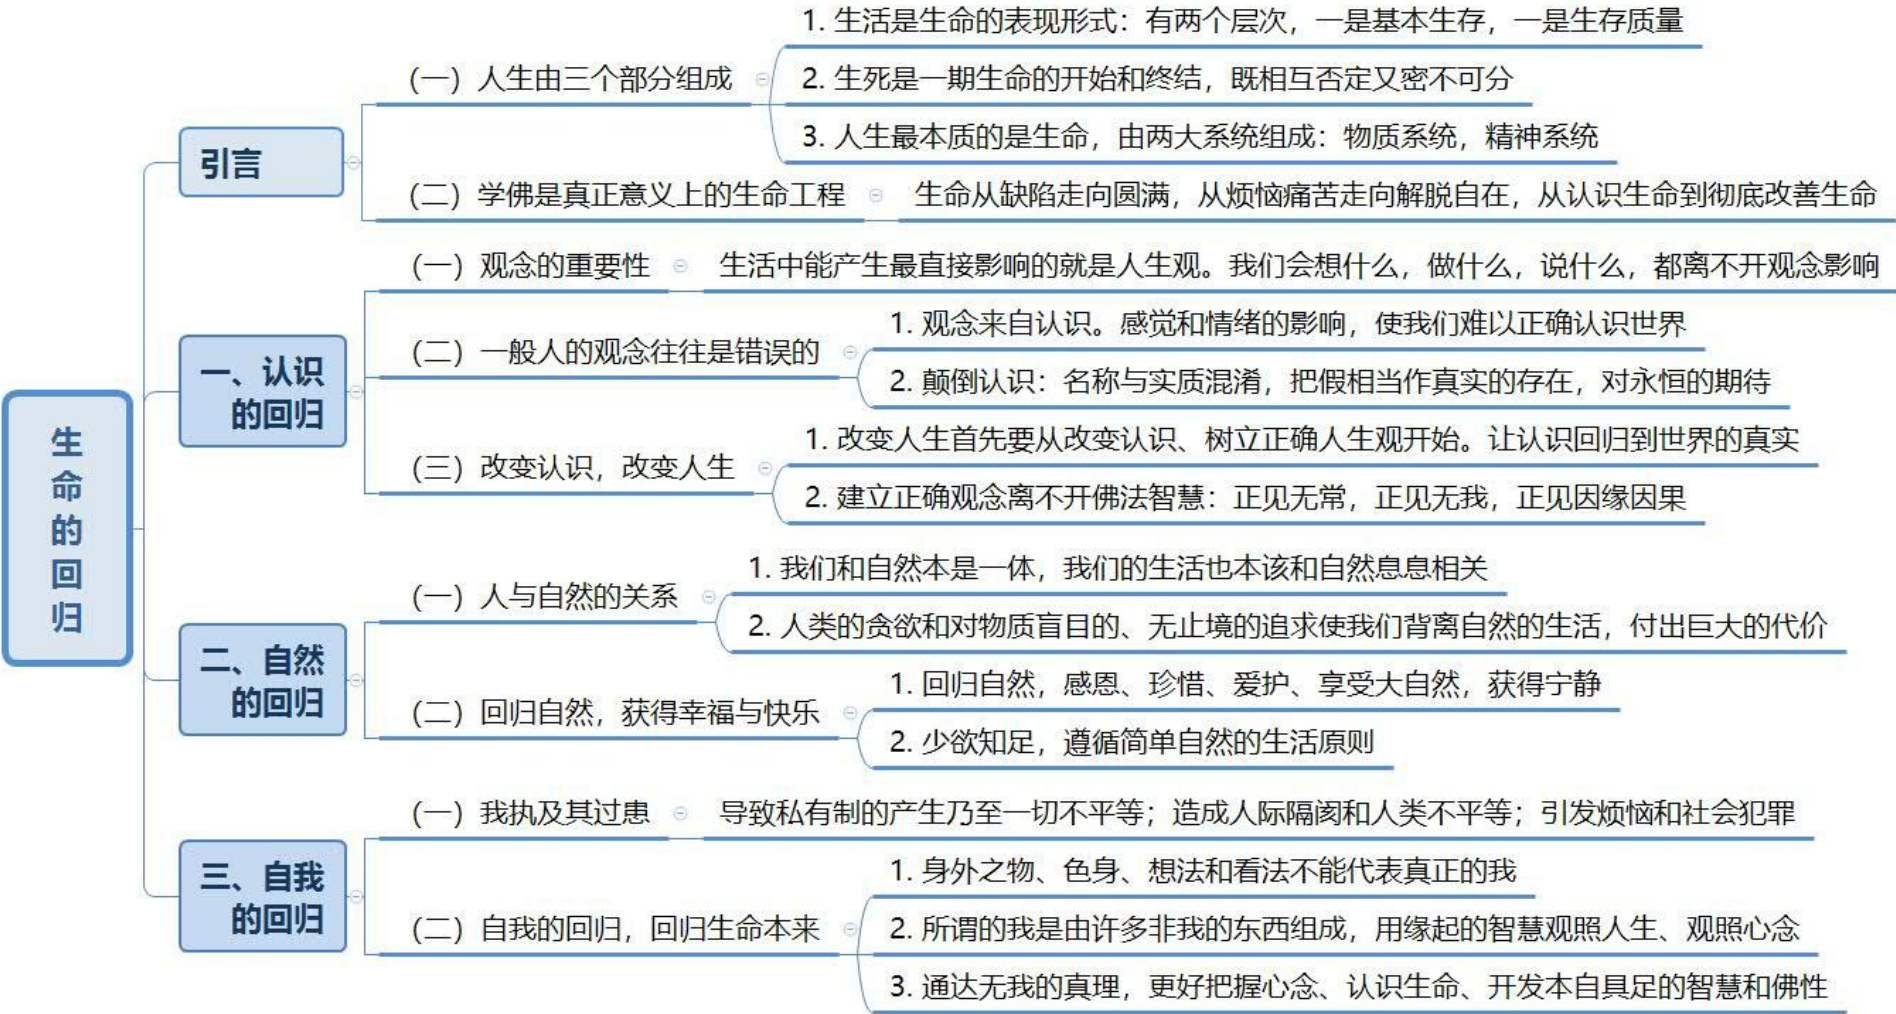 生命的回归
引言
（一）人生由三个部分组成
1. 生活是生命的表现形式：有两个层次，一是基本生存，一是生存质量
2. 生死是一期生命的开始和终结，既相互否定又密不可分
3. 人生最本质的是生命，由两大系统组成：物质系统，精神系统
（二）学佛是真正意义上的生命工程
生命从缺陷走向圆满，从烦恼痛苦走向解脱自在，从认识生命到彻底改善生命
一、认识
的回归
（一）观念的重要性
生活中能产生最直接影响的就是人生观。我们会想什么，做什么，说什么，都离不开观念影响
（二）一般人的观念往往是错误的
1. 观念来自认识。感觉和情绪的影响，使我们难以正确认识世界
2. 颠倒认识：名称与实质混淆，把假相当作真实的存在，对永恒的期待
（三）改变认识，改变人生
1. 改变人生首先要从改变认识、树立正确人生观开始。让认识回归到世界的真实
2. 建立正确观念离不开佛法智慧：正见无常，正见无我，正见因缘因果
二、自然
的回归
（一）人与自然的关系
1. 我们和自然本是一体，我们的生活也本该和自然息息相关
2. 人类的贪欲和对物质盲目的、无止境的追求使我们背离自然的生活，付出巨大的代价
（二）回归自然，获得幸福与快乐
1. 回归自然，感恩、珍惜、爱护、享受大自然，获得宁静
2. 少欲知足，遵循简单自然的生活原则
三、自我
的回归
（一）我执及其过患
导致私有制的产生乃至一切不平等；造成人际隔阂和人类不平等；引发烦恼和社会犯罪
（二）自我的回归，回归生命本来
1. 身外之物、色身、想法和看法不能代表真正的我
2. 所谓的我是由许多非我的东西组成，用缘起的智慧观照人生、观照心念
3. 通达无我的真理，更好把握心念、认识生命、开发本自具足的智慧和佛性